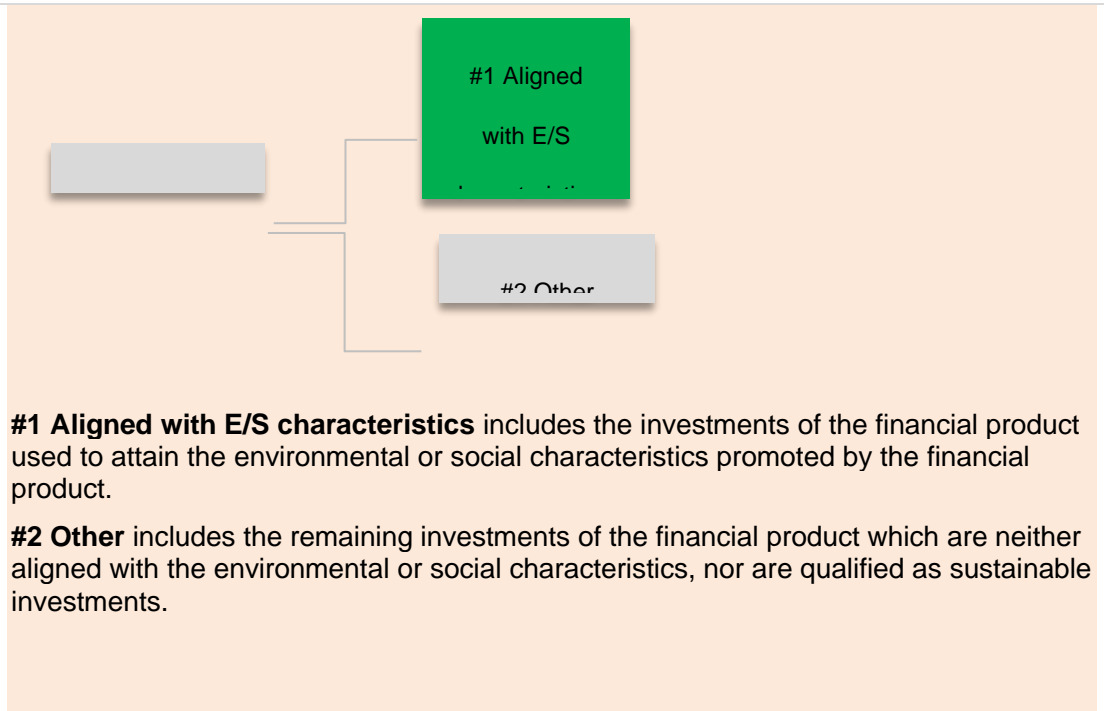 #1 Aligned
with E/S
#2 Other
#1 Aligned with E/S characteristics includes the investments of the financial product
used to attain the environmental or social characteristics promoted by the financial
product.
#2 Other includes the remaining investments of the financial product which are neither
aligned with the environmental or social characteristics, nor are qualified as sustainable
investments.